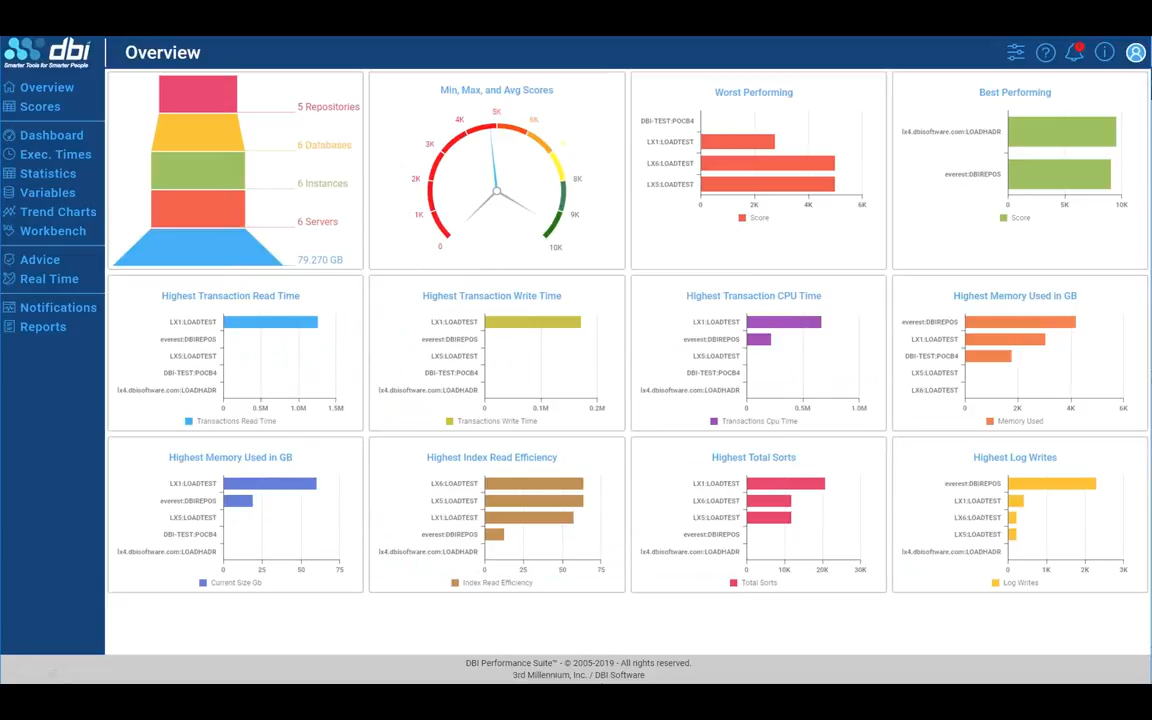 dbi
Smarter Tools for Smarter People
Overview
Overview
Scores
Dashboard
Exec. Times
Statistics
Variables
Trend Charts
Workbench
Advice
Real Time
Notifications
Reports
5 Repositories
6 Databases
6 Instances
6 Servers
79.270 GB
Min, Max, and Avg Scores
0
1K
2K
3K
4K
5K
6K
8K
9K
10K
Worst Performing
DBI-TEST:POCB4
LX1:LOADTEST
LX6:LOADTEST
LX5:LOADTEST
0 2K 4K 6K
Score
Best Performing
lx4.dbisoftware.com:LOADHADR
everest:DBIREPOS
0 5K 10K
Score
Highest Transaction Read Time
LX1:LOADTEST
everest:DBIREPOS
LX5:LOADTEST
DBI-TEST:POCB4
lx4.dbisoftware.com:LOADHADR
0 0.5M 1.0M 1.5M
Transactions Read Time
Highest Transaction Write Time
LX1:LOADTEST
everest:DBIREPOS
LX5:LOADTEST
DBI-TEST:POCB4
lx4.dbisoftware.com:LOADHADR
0 0.1M 0.2M
Transactions Write Time
Highest Transaction CPU Time
LX1:LOADTEST
everest:DBIREPOS
LX5:LOADTEST
DBI-TEST:POCB4
lx4.dbisoftware.com:LOADHADR
0 0.5M 1.0M
Transactions Cpu Time
Highest Memory Used in GB
everest:DBIREPOS
LX1:LOADTEST
DBI-TEST:POCB4
LX5:LOADTEST
LX6:LOADTEST
0 2K 4K 6K
Memory Used
Highest Memory Used in GB
LX1:LOADTEST
everest:DBIREPOS
LX5:LOADTEST
DBI-TEST:POCB4
lx4.dbisoftware.com:LOADHADR
0 25 50 75
Current Size Gb
Highest Index Read Efficiency
LX6:LOADTEST
LX5:LOADTEST
LX1:LOADTEST
everest:DBIREPOS
lx4.dbisoftware.com:LOADHADR
0 25 50 75
Index Read Efficiency
Highest Total Sorts
LX1:LOADTEST
LX6:LOADTEST
LX5:LOADTEST
everest:DBIREPOS
lx4.dbisoftware.com:LOADHADR
0 10K 20K 30K
Total Sorts
Highest Log Writes
everest:DBIREPOS
LX1:LOADTEST
LX6:LOADTEST
LX5:LOADTEST
lx4.dbisoftware.com:LOADHADR
0 1K 2K 3K
Log Writes
DBI Performance Suite™ - © 2005-2019 - All rights reserved.
3rd Millennium, Inc. / DBI Software